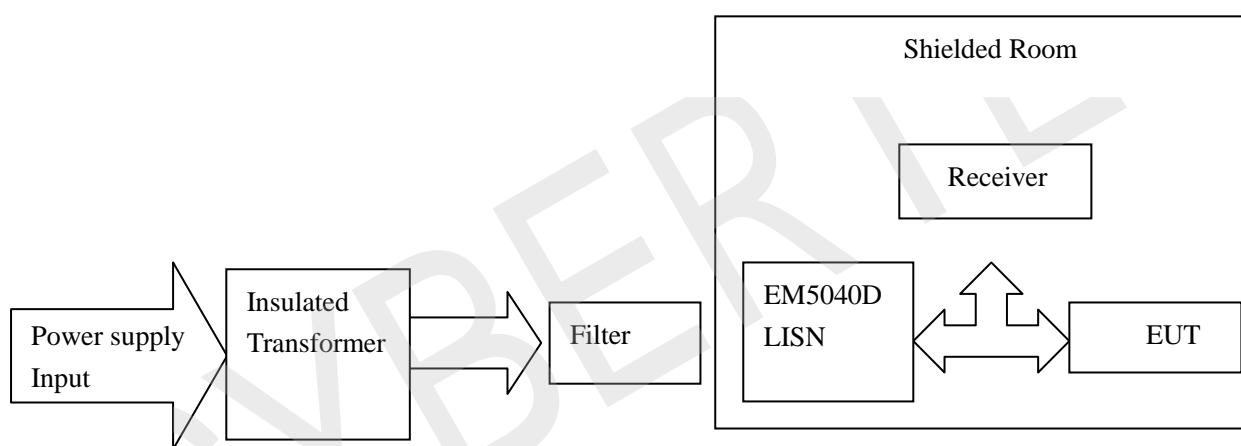 Shielded Room
Receiver
Power supply
Input
Insulated
Transformer
Filter
EM5040D
LISN
EUT